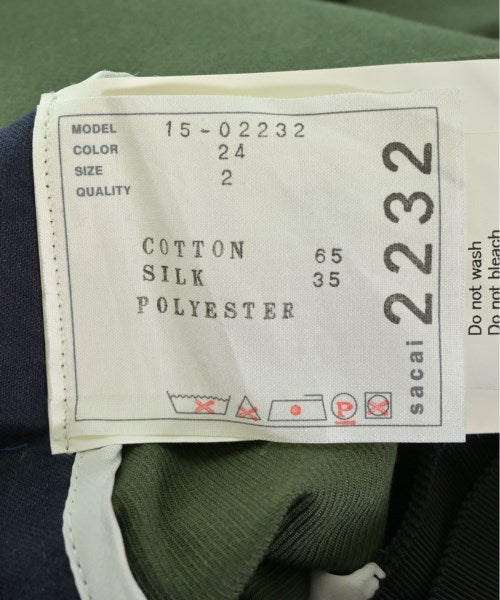 MODEL 15-02232
COLOR 24
SIZE 2
QUALITY
COTTON 65
SILK 35
POLYESTER
P
sacai 2232
Do not wash
Do not bleach